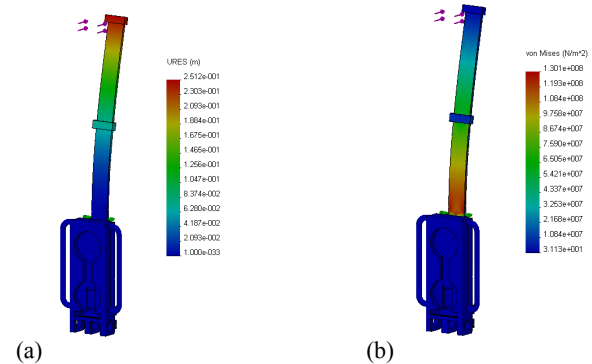 URES (m)
2.512e-001
2.303e-001
2.093e-001
1.884e-001
1.675e-001
1.465e-001
1.256e-001
1.047e-001
8.374e-002
6.280e-002
4.187e-002
2.093e-002
1.000e-033
(a)
von Mises (N/m^2)
1.301e+008
1.193e+008
1.084e+008
9.758e+007
8.674e+007
7.590e+007
6.505e+007
5.421e+007
4.337e+007
3.253e+007
2.168e+007
1.084e+007
3.113e+001
(b)